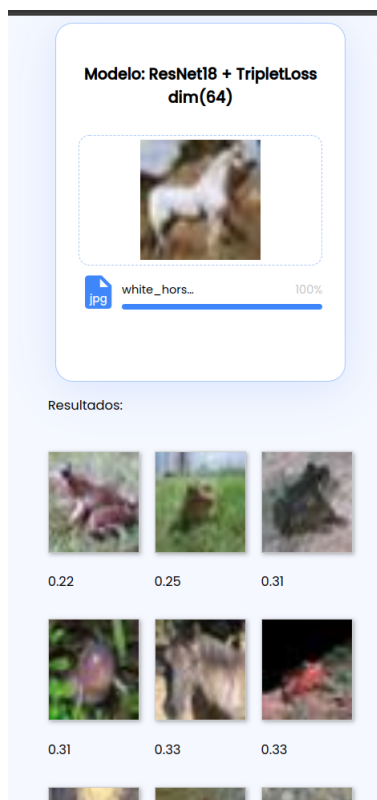 Modelo: ResNet18 + TripletLoss
dim(64)
jpg
white_hors...
100%
Resultados:
0.22
0.25
0.31
0.31
0.33
0.33